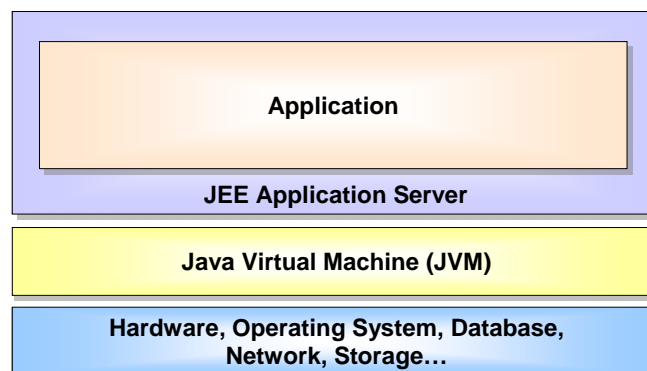 Application
JEE Application Server
Java Virtual Machine (JVM)
Hardware, Operating System, Database,
Network, Storage…